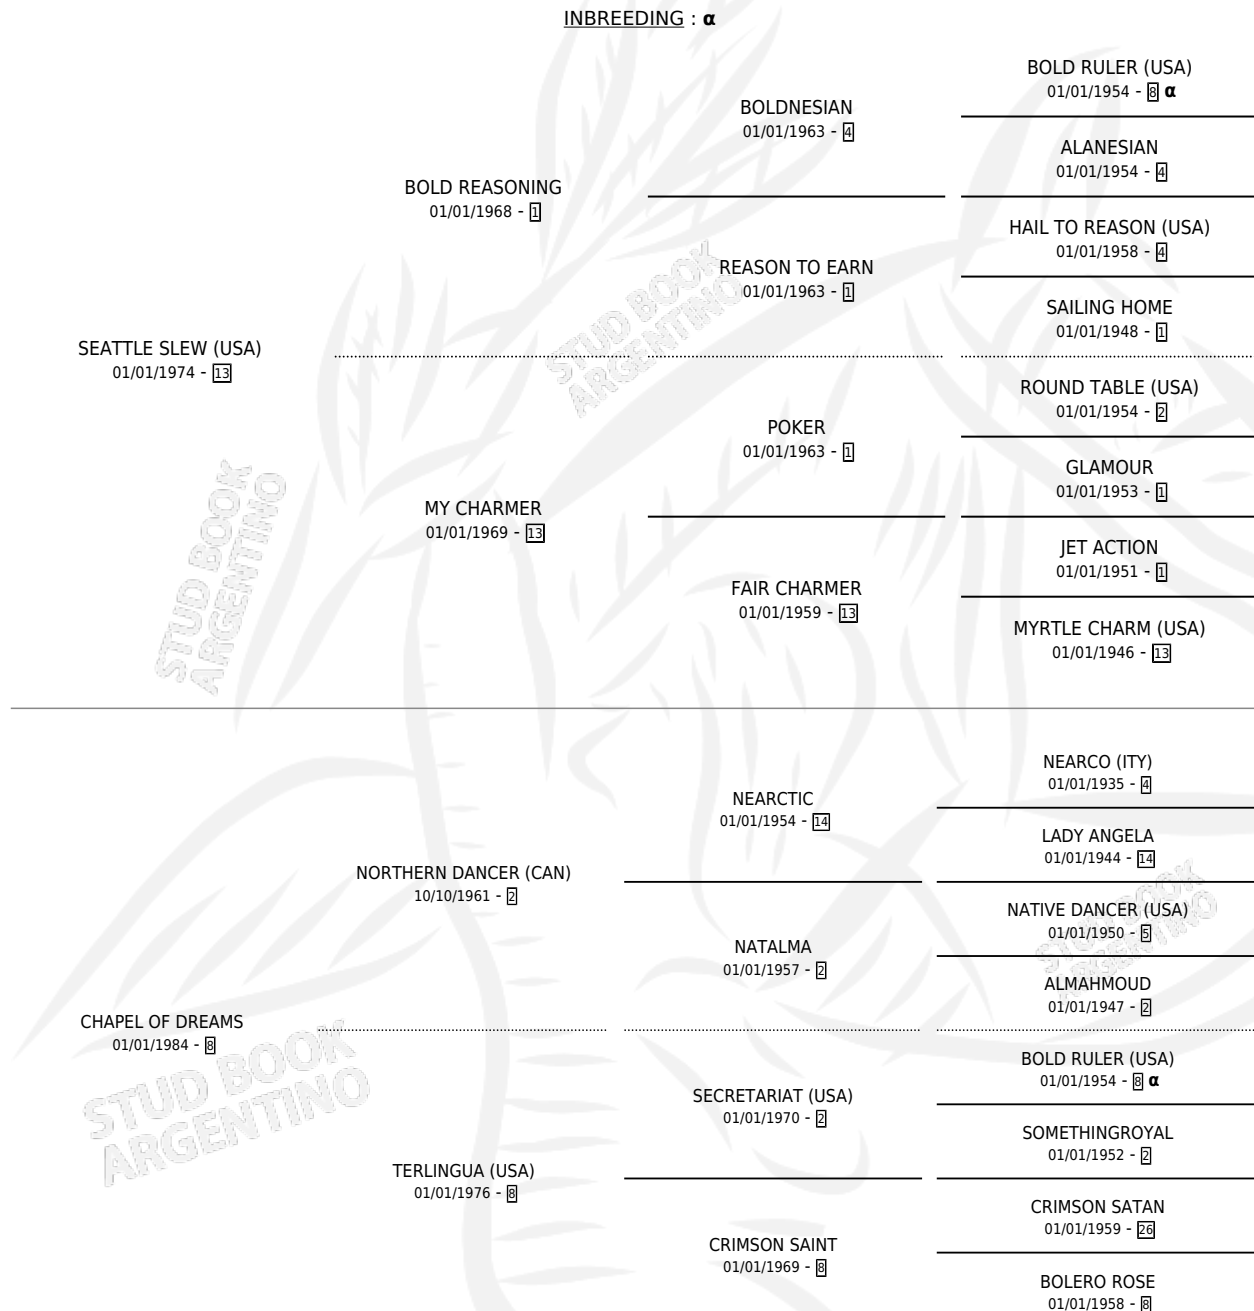 INBREEDING : α
BOLD RULER (USA)
01/01/1954 - 8 α
BOLDNESIAN
01/01/1963 - 4
ALANESIAN
01/01/1954 - 4
BOLD REASONING
01/01/1968 - 1
HAIL TO REASON (USA)
01/01/1958 - 4
REASON TO EARN
01/01/1963 - 1
SAILING HOME
01/01/1948 - 1
SEATTLE SLEW (USA)
01/01/1974 - 13
ROUND TABLE (USA)
01/01/1954 - 2
POKER
01/01/1963 - 1
GLAMOUR
01/01/1953 - 1
MY CHARMER
01/01/1969 - 13
JET ACTION
01/01/1951 - 1
FAIR CHARMER
01/01/1959 - 13
MYRTLE CHARM (USA)
01/01/1946 - 13
NEARCO (ITY)
01/01/1935 - 4
NEARCTIC
01/01/1954 - 14
LADY ANGELA
01/01/1944 - 14
NORTHERN DANCER (CAN)
10/10/1961 - 2
NATIVE DANCER (USA)
01/01/1950 - 5
NATALMA
01/01/1957 - 2
ALMAHMOUD
01/01/1947 - 2
CHAPEL OF DREAMS
01/01/1984 - 8
BOLD RULER (USA)
01/01/1954 - 8 α
SECRETARIAT (USA)
01/01/1970 - 2
SOMETHINGROYAL
01/01/1952 - 2
TERLINGUA (USA)
01/01/1976 - 8
CRIMSON SATAN
01/01/1959 - 26
CRIMSON SAINT
01/01/1969 - 8
BOLERO ROSE
01/01/1958 - 8
STUD BOOK
ARGENTINO
STUD BOOK
ARGENTINO
STUD BOOK
ARGENTINO
STUD BOOK
ARGENTINO